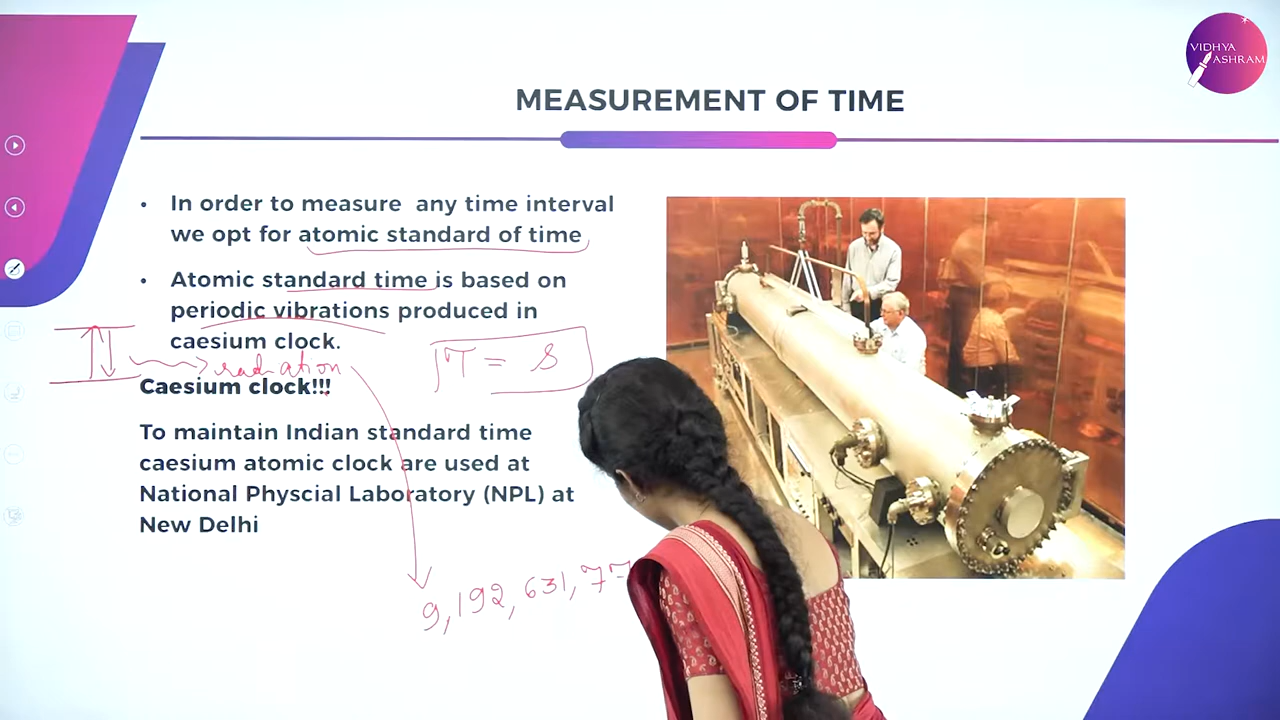 VIDHYA
ASHRAM
MEASUREMENT OF TIME
• In order to measure any time interval
we opt for atomic standard of time
• Atomic standard time is based on
periodic vibrations produced in
caesium clock.
radiation
T = s
Caesium clock!!!
To maintain Indian standard time
caesium atomic clock are used at
National Physcial Laboratory (NPL) at
New Delhi
9,192,631,77